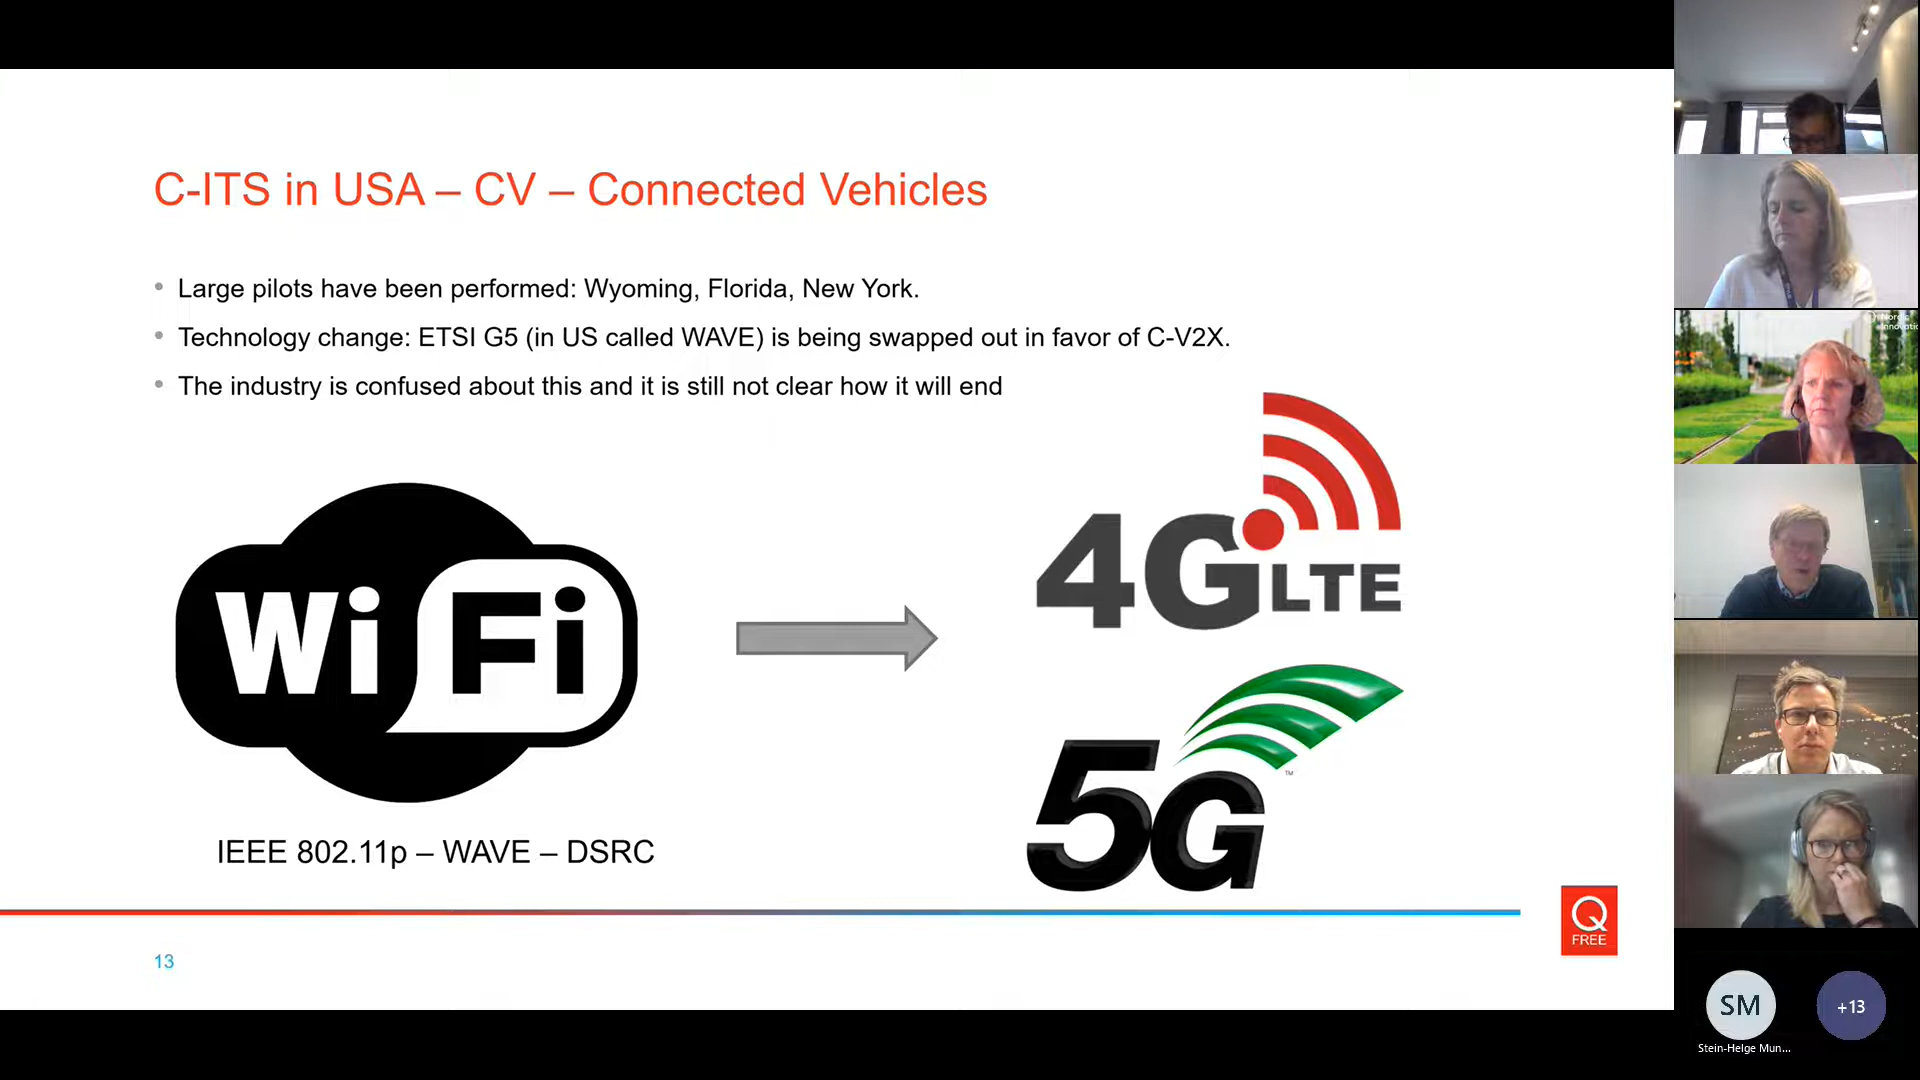 C-ITS in USA – CV – Connected Vehicles
• Large pilots have been performed: Wyoming, Florida, New York.
• Technology change: ETSI G5 (in US called WAVE) is being swapped out in favor of C-V2X.
• The industry is confused about this and it is still not clear how it will end
Wi Fi
4G LTE
5G
TM
IEEE 802.11p – WAVE – DSRC
Q
FREE
13
Nordic
Innovatio
SM
+13
Stein-Helge Mun...